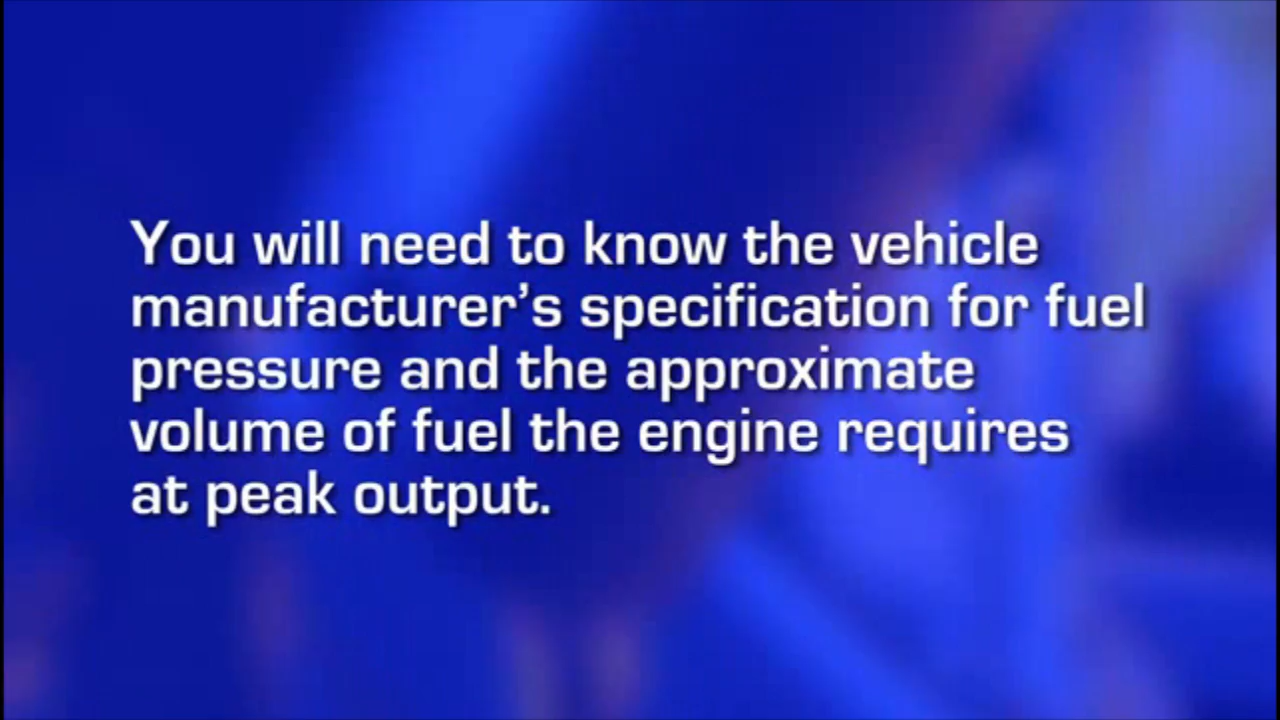 You will need to know the vehicle
manufacturer’s specification for fuel
pressure and the approximate
volume of fuel the engine requires
at peak output.